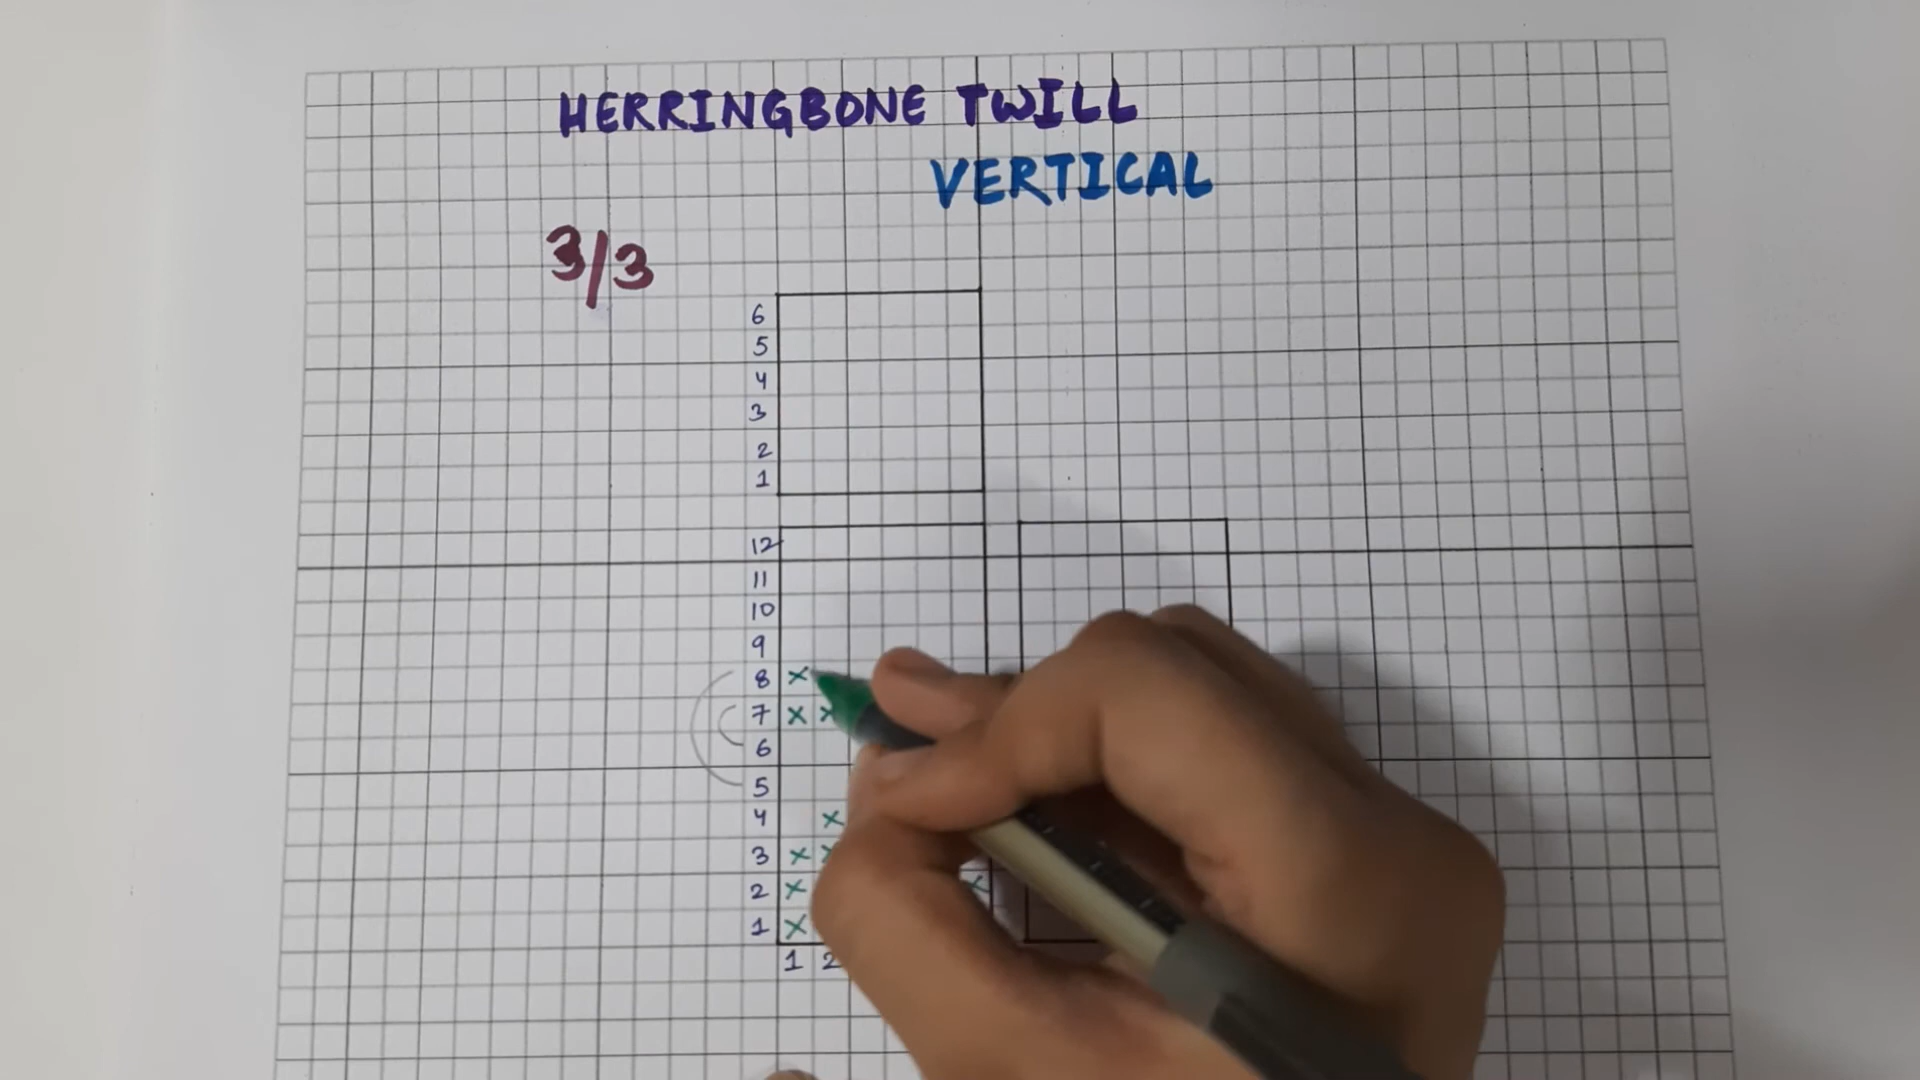 HERRINGBONE TWILL
VERTICAL
3/3
6
5
4
3
2
1
12
11
10
9
8 X
7 X X
6
5
4 X
3 X X
2 X X
1 X
1 2